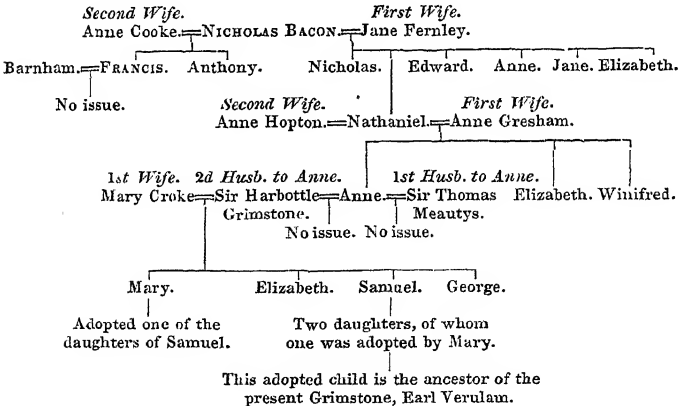 Second Wife. First Wife.
Anne Cooke.=NICHOLAS BACON.=Jane Fernley.
Barnham.=FRANCIS. Anthony. Nicholas. Edward. Anne. Jane. Elizabeth.
No issue. Second Wife. First Wife.
Anne Hopton.=Nathaniel.=Anne Gresham.
1st Wife. 2d Husb. to Anne. 1st Husb. to Anne.
Mary Croke=Sir Harbottle=Anne.=Sir Thomas Elizabeth. Winifred.
Grimstone. Meautys.
No issue. No issue.
Mary. Elizabeth. Samuel. George.
Adopted one of the Two daughters, of whom
daughters of Samuel. one was adopted by Mary.
This adopted child is the ancestor of the
present Grimstone, Earl Verulam.